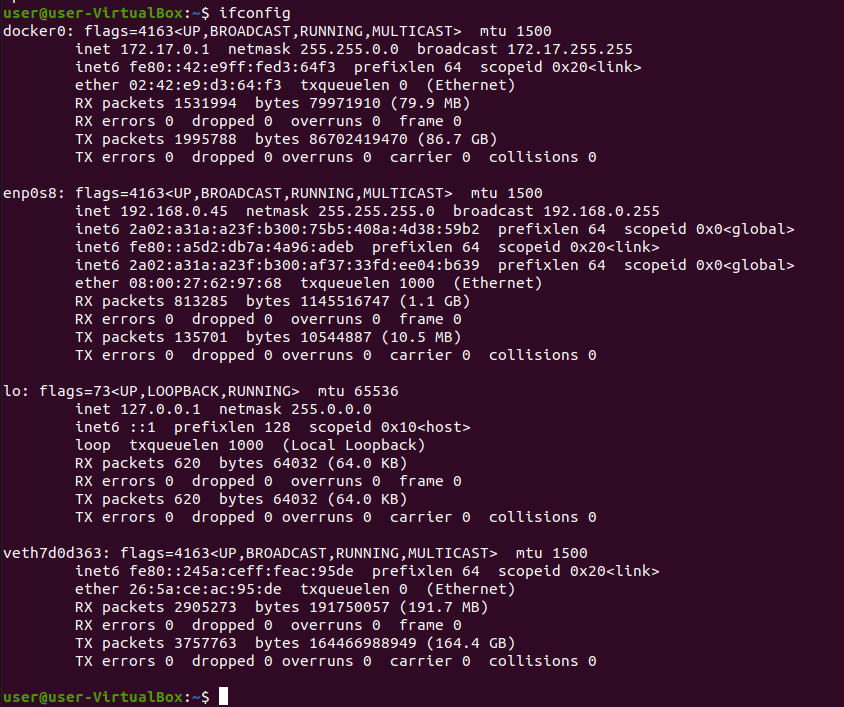 user@user-VirtualBox:~$ ifconfig
docker0: flags=4163<UP,BROADCAST,RUNNING,MULTICAST>  mtu 1500
        inet 172.17.0.1  netmask 255.255.0.0  broadcast 172.17.255.255
        inet6 fe80::42:e9ff:fed3:64f3  prefixlen 64  scopeid 0x20<link>
        ether 02:42:e9:d3:64:f3  txqueuelen 0  (Ethernet)
        RX packets 1531994  bytes 79971910 (79.9 MB)
        RX errors 0  dropped 0  overruns 0  frame 0
        TX packets 1995788  bytes 86702419470 (86.7 GB)
        TX errors 0  dropped 0 overruns 0  carrier 0  collisions 0

enp0s8: flags=4163<UP,BROADCAST,RUNNING,MULTICAST>  mtu 1500
        inet 192.168.0.45  netmask 255.255.255.0  broadcast 192.168.0.255
        inet6 2a02:a31a:a23f:b300:75b5:408a:4d38:59b2  prefixlen 64  scopeid 0x0<global>
        inet6 fe80::a5d2:db7a:4a96:adeb  prefixlen 64  scopeid 0x20<link>
        inet6 2a02:a31a:a23f:b300:af37:33fd:ee04:b639  prefixlen 64  scopeid 0x0<global>
        ether 08:00:27:62:97:68  txqueuelen 1000  (Ethernet)
        RX packets 813285  bytes 1145516747 (1.1 GB)
        RX errors 0  dropped 0  overruns 0  frame 0
        TX packets 135701  bytes 10544887 (10.5 MB)
        TX errors 0  dropped 0 overruns 0  carrier 0  collisions 0

lo: flags=73<UP,LOOPBACK,RUNNING>  mtu 65536
        inet 127.0.0.1  netmask 255.0.0.0
        inet6 ::1  prefixlen 128  scopeid 0x10<host>
        loop  txqueuelen 1000  (Local Loopback)
        RX packets 620  bytes 64032 (64.0 KB)
        RX errors 0  dropped 0  overruns 0  frame 0
        TX packets 620  bytes 64032 (64.0 KB)
        TX errors 0  dropped 0 overruns 0  carrier 0  collisions 0

veth7d0d363: flags=4163<UP,BROADCAST,RUNNING,MULTICAST>  mtu 1500
        inet6 fe80::245a:ceff:feac:95de  prefixlen 64  scopeid 0x20<link>
        ether 26:5a:ce:ac:95:de  txqueuelen 0  (Ethernet)
        RX packets 2905273  bytes 191750057 (191.7 MB)
        RX errors 0  dropped 0  overruns 0  frame 0
        TX packets 3757763  bytes 164466988949 (164.4 GB)
        TX errors 0  dropped 0 overruns 0  carrier 0  collisions 0

user@user-VirtualBox:~$